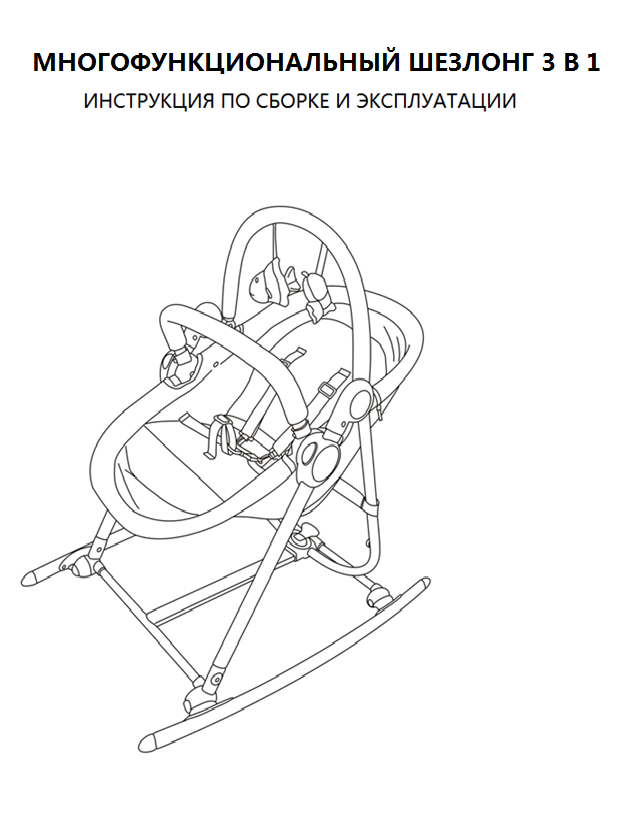 МНОГОФУНКЦИОНАЛЬНЫЙ ШЕЗЛОНГ 3 В 1
ИНСТРУКЦИЯ ПО СБОРКЕ И ЭКСПЛУАТАЦИИ